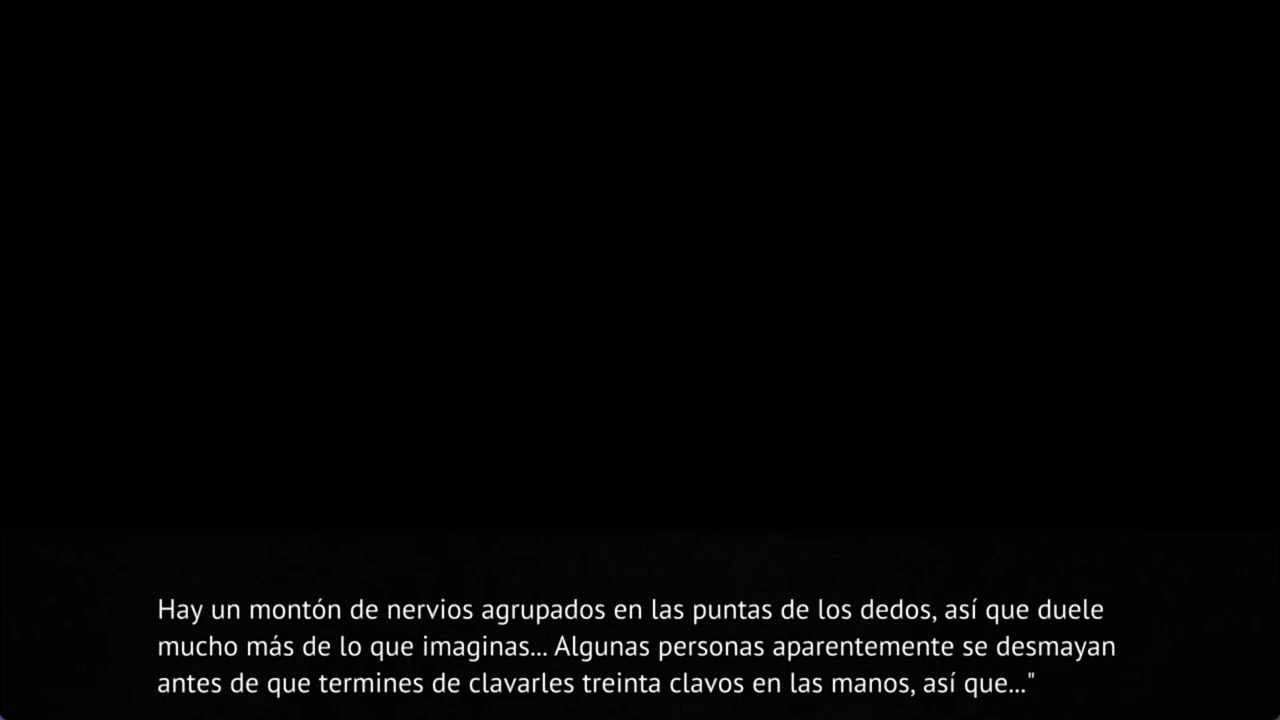 Hay un montón de nervios agrupados en las puntas de los dedos, así que duele
mucho más de lo que imaginas... Algunas personas aparentemente se desmayan
antes de que termines de clavarles treinta clavos en las manos, así que..."